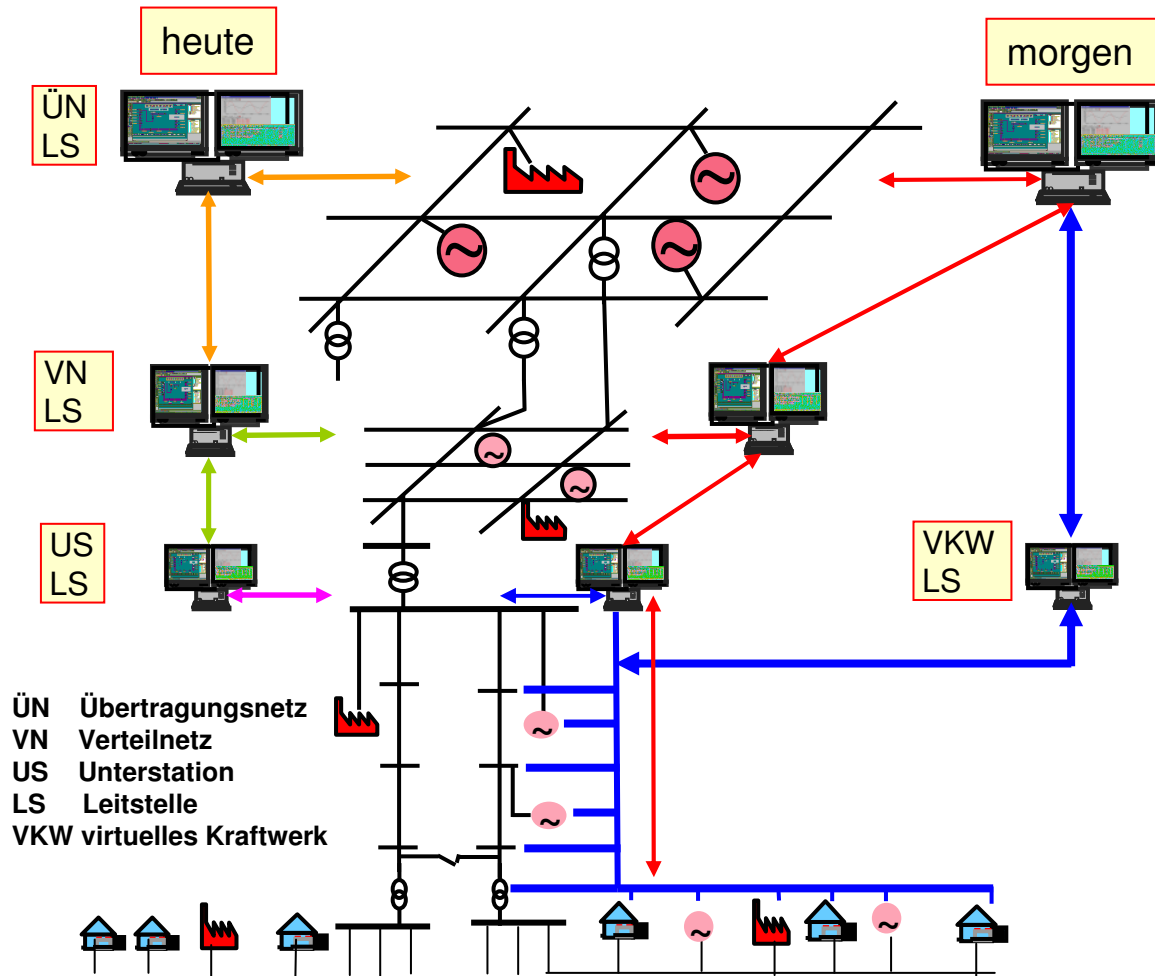 heute
morgen
ÜN
LS
VN
LS
US
LS
VKW
LS
ÜN Übertragungsnetz
VN Verteilnetz
US Unterstation
LS Leitstelle
VKW virtuelles Kraftwerk